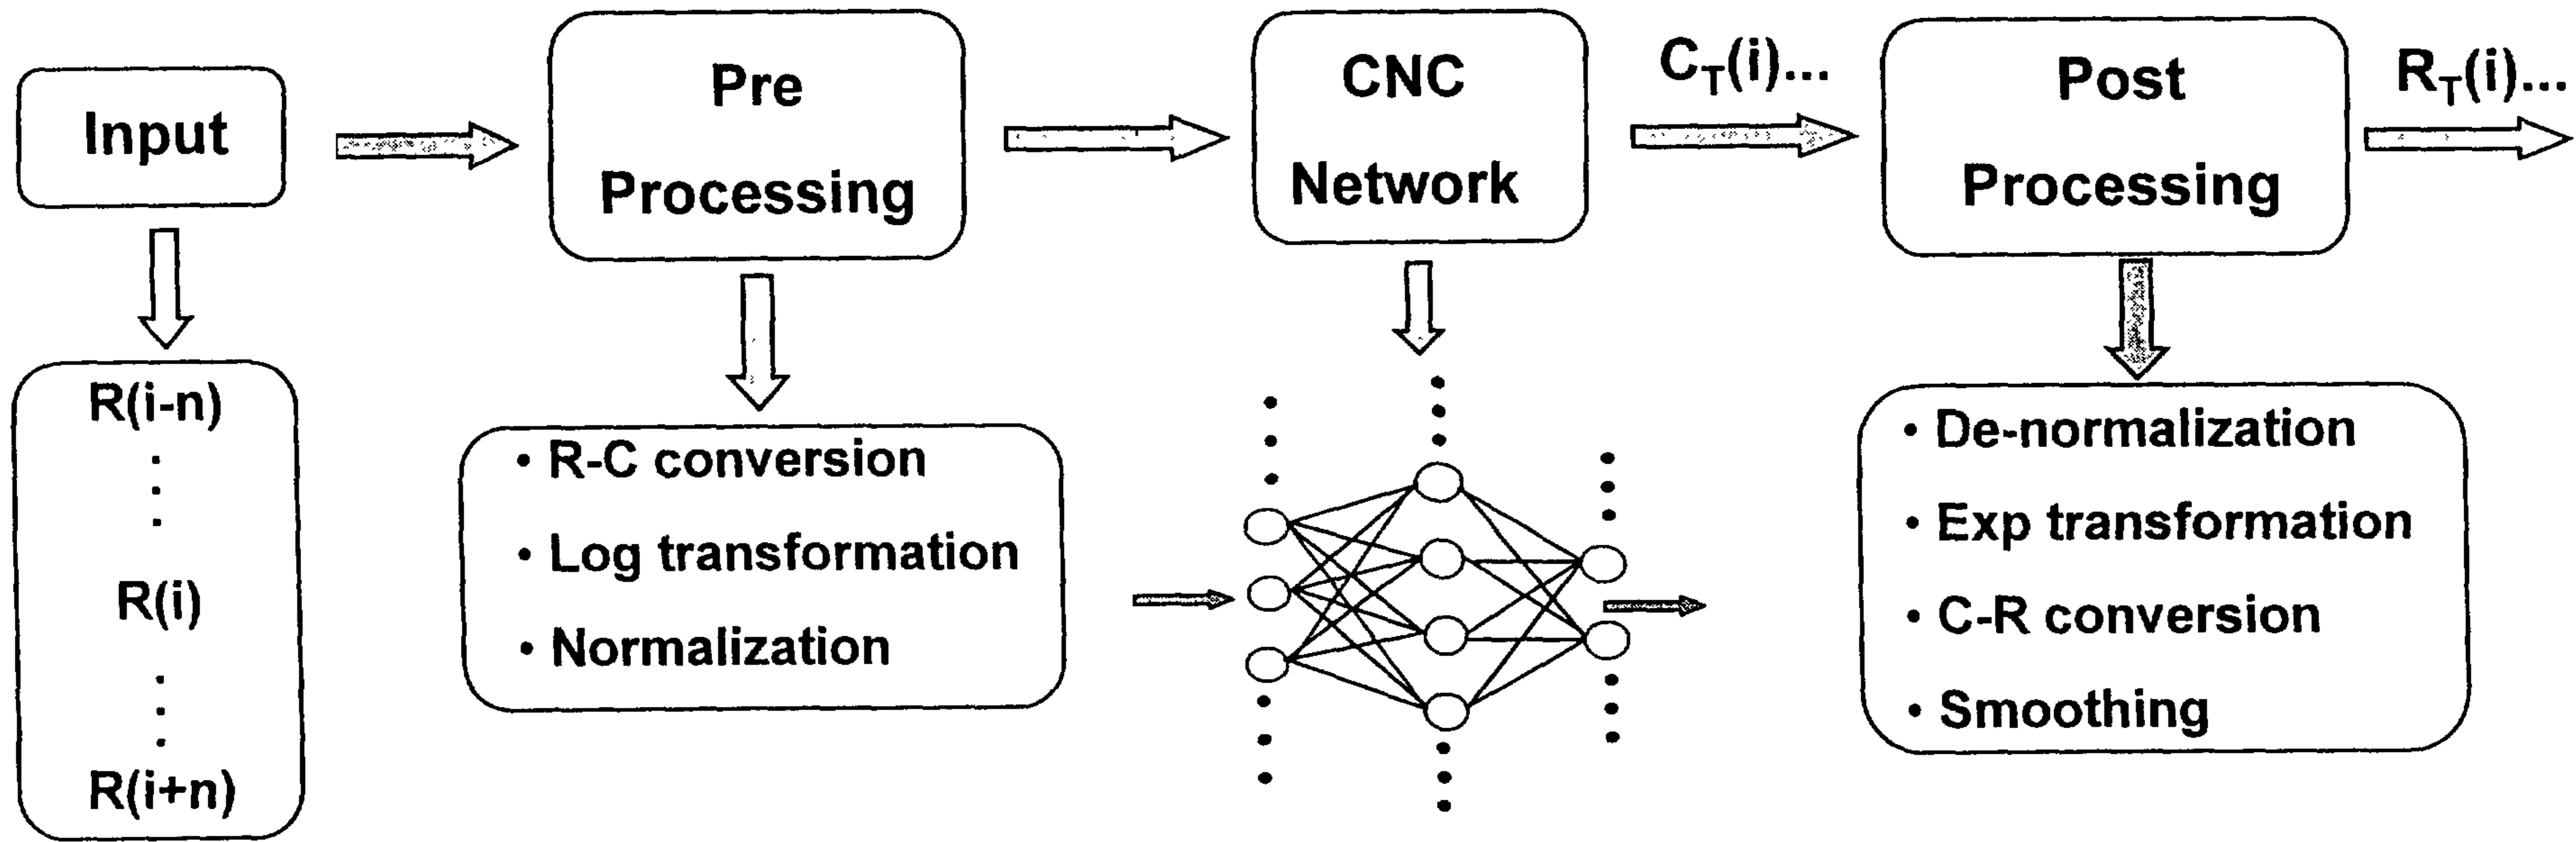 Input
Pre
Processing
CNC
Network
C_T(i)...
Post
Processing
R_T(i)...
R(i-n)
R(i)
R(i+n)
• R-C conversion
• Log transformation
• Normalization
• De-normalization
• Exp transformation
• C-R conversion
• Smoothing